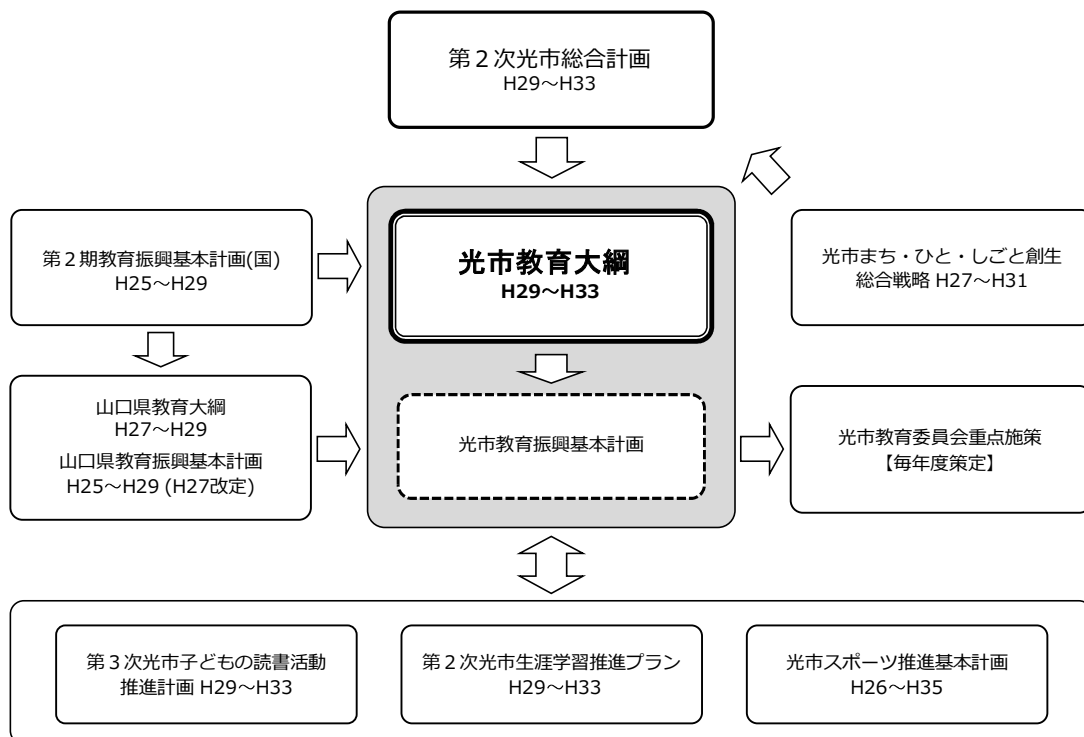 第２次光市総合計画
H29～H33
第２期教育振興基本計画(国)
H25～H29
光市教育大綱
H29～H33
光市まち・ひと・しごと創生
総合戦略 H27～H31
山口県教育大綱
H27～H29
山口県教育振興基本計画
H25～H29 (H27改定)
光市教育振興基本計画
光市教育委員会重点施策
【毎年度策定】
第３次光市子どもの読書活動
推進計画 H29～H33
第２次光市生涯学習推進プラン
H29～H33
光市スポーツ推進基本計画
H26～H35